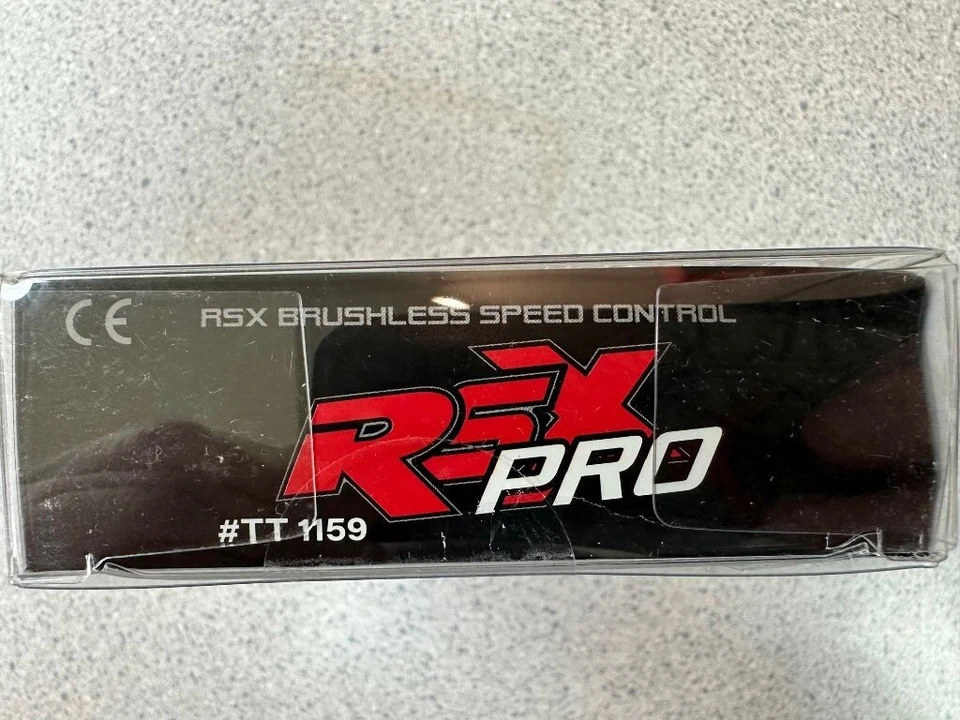 CE RSX BRUSHLESS SPEED CONTROL
RSX
PRO
#TT 1159